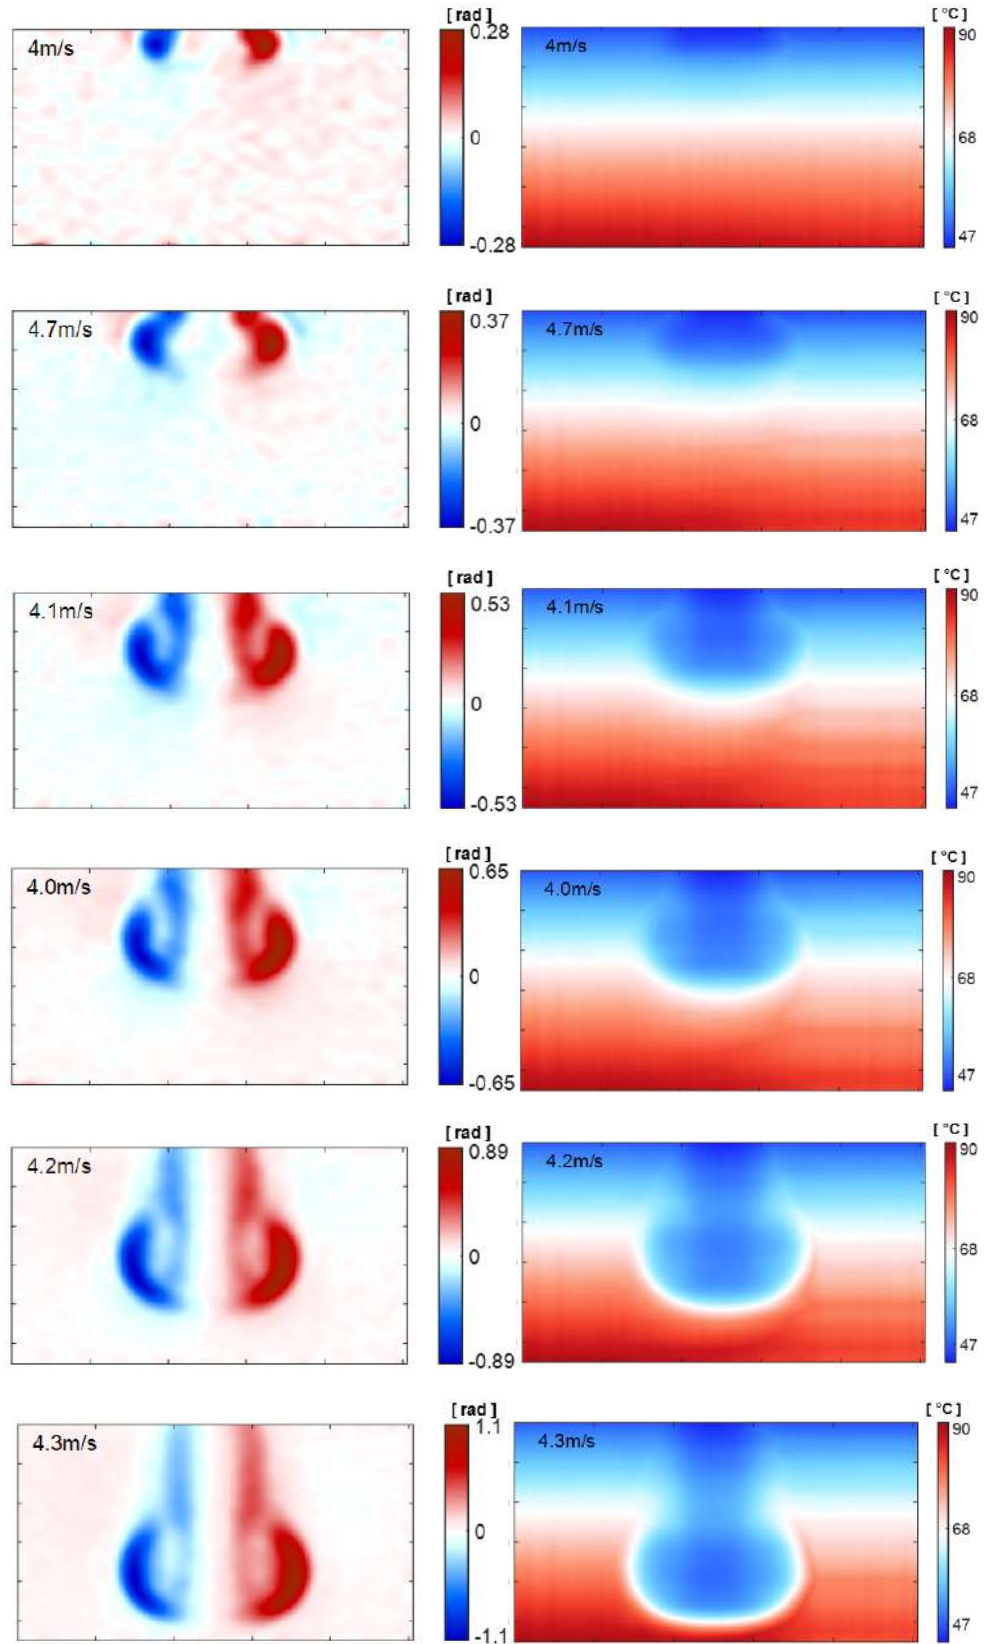 [ rad ] [ °C ]
4m/s 0.28 4m/s 90
0 68
-0.28 47
[ rad ] [ °C ]
4.7m/s 0.37 4.7m/s 90
0 68
-0.37 47
[ rad ] [ °C ]
4.1m/s 0.53 4.1m/s 90
0 68
-0.53 47
[ rad ] [ °C ]
4.0m/s 0.65 4.0m/s 90
0 68
-0.65 47
[ rad ] [ °C ]
4.2m/s 0.89 4.2m/s 90
0 68
-0.89 47
[ rad ] [ °C ]
4.3m/s 1.1 4.3m/s 90
0 68
-1.1 47